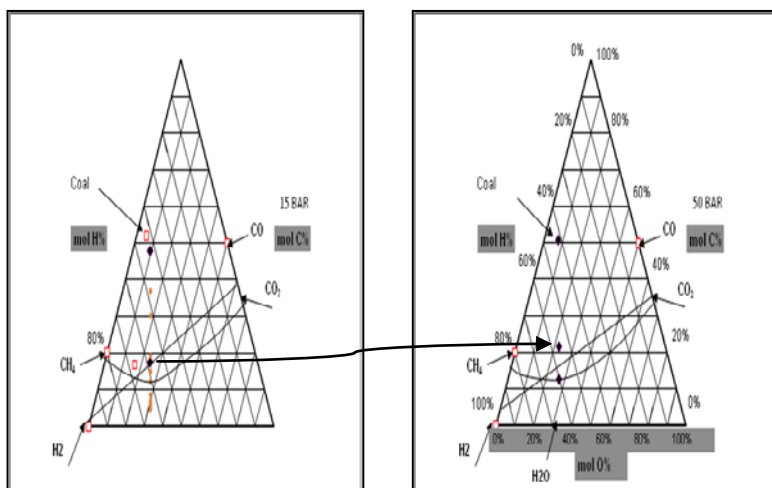 Coal
15 BAR
mol H%
CO
mol C%
CO₂
80%
CH₄
H2
0%
100%
20%
80%
Coal
40%
60%
50 BAR
mol H%
CO
mol C%
60%
40%
CO₂
20%
80%
CH₄
100%
0%
0% 20% 40% 60% 80% 100%
H2
H2O
mol O%